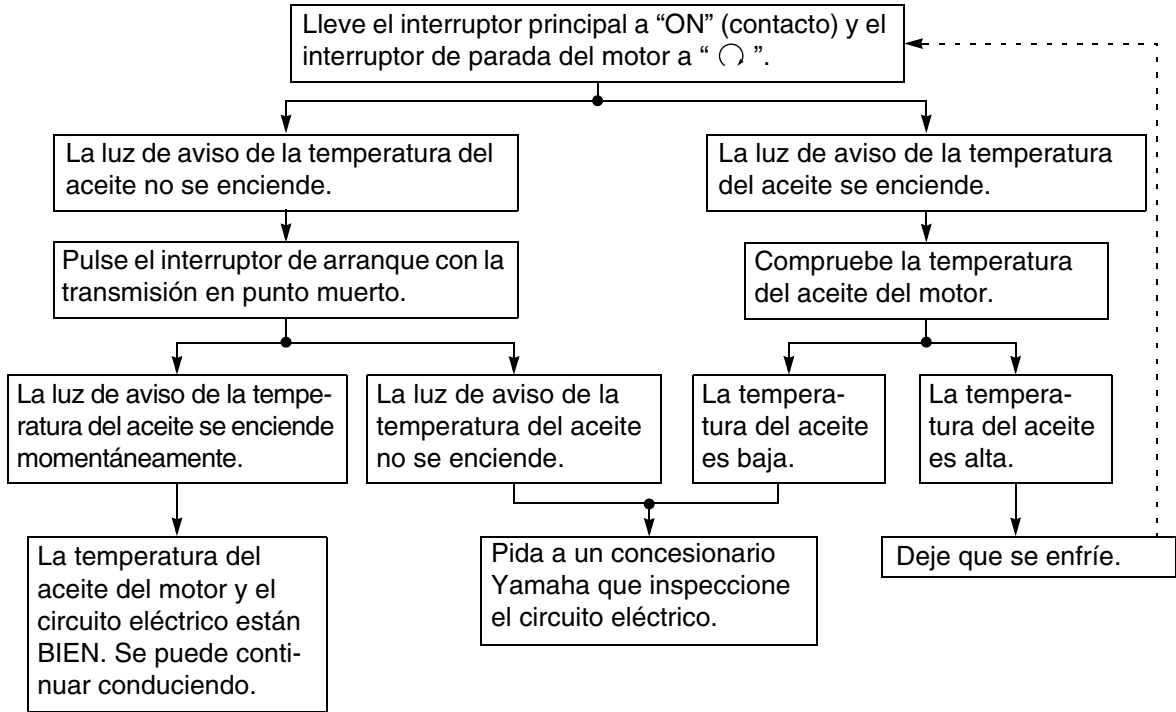 Lleve el interruptor principal a “ON” (contacto) y el
interruptor de parada del motor a “ ”.
La luz de aviso de la temperatura del
aceite no se enciende.
La luz de aviso de la temperatura
del aceite se enciende.
Pulse el interruptor de arranque con la
transmisión en punto muerto.
Compruebe la temperatura
del aceite del motor.
La luz de aviso de la tempe-
ratura del aceite se enciende
momentáneamente.
La luz de aviso de la
temperatura del aceite
no se enciende.
La tempera-
tura del aceite
es baja.
La tempera-
tura del aceite
es alta.
La temperatura del
aceite del motor y el
circuito eléctrico están
BIEN. Se puede conti-
nuar conduciendo.
Pida a un concesionario
Yamaha que inspeccione
el circuito eléctrico.
Deje que se enfríe.